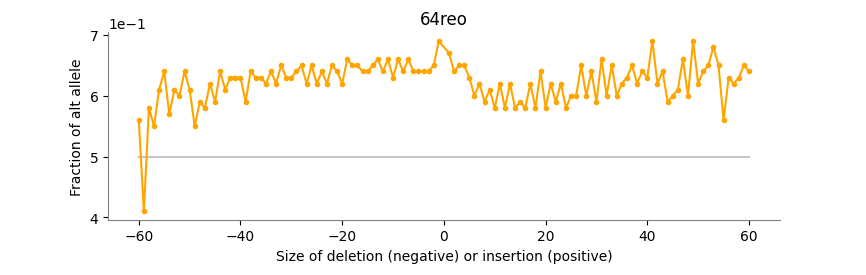 64reo
1e−1
7
6
5
4
Fraction of alt allele
−60 −40 −20 0 20 40 60
Size of deletion (negative) or insertion (positive)